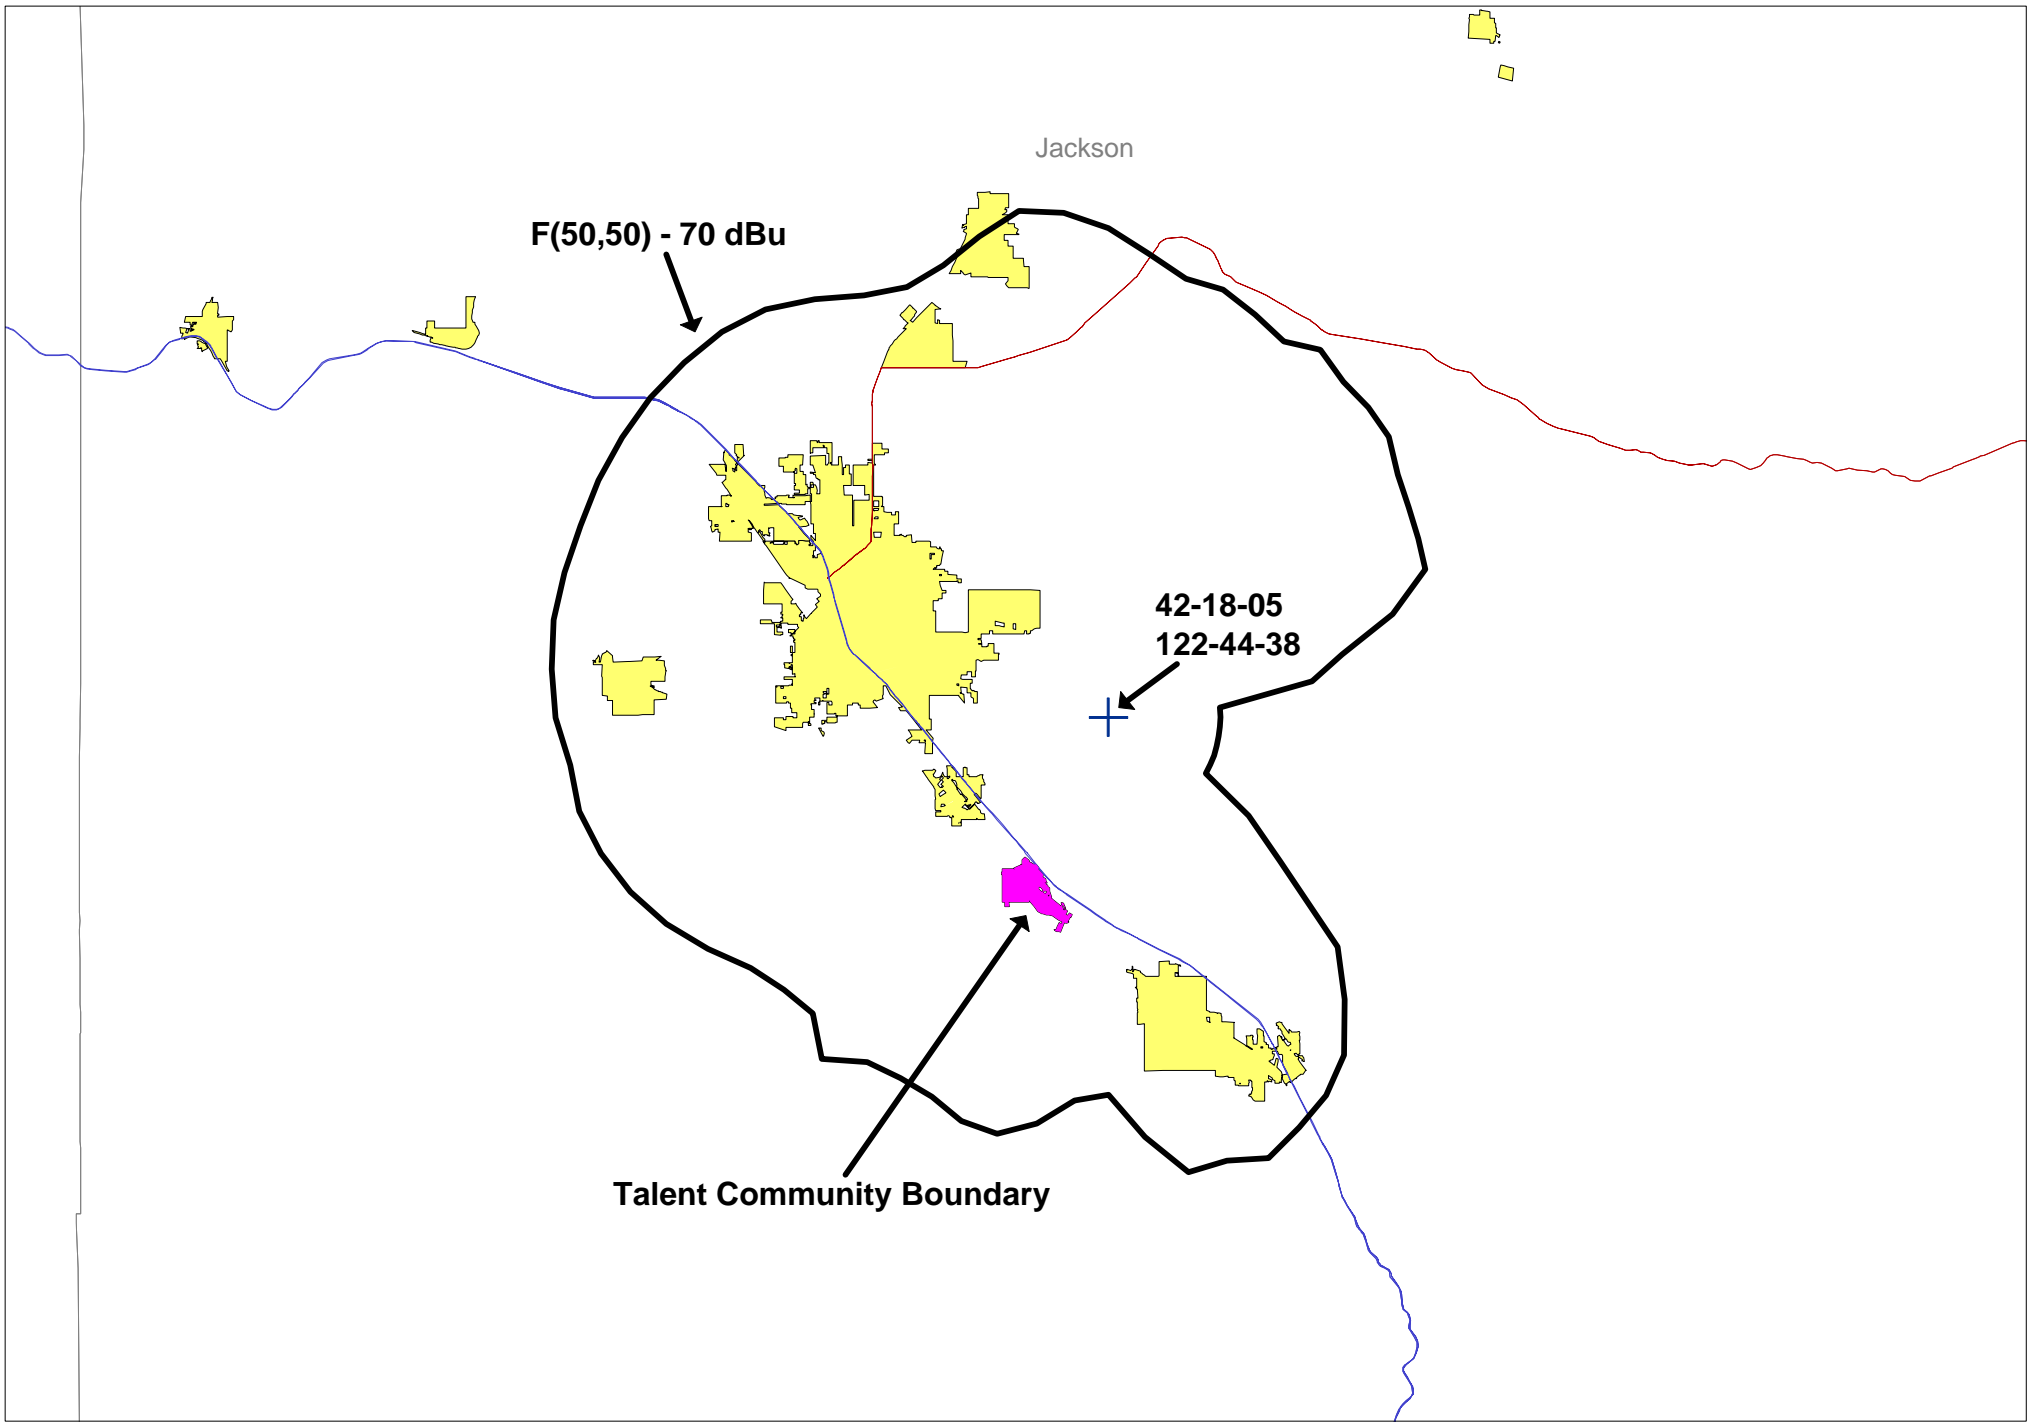 Jackson
F(50,50) - 70 dBu
42-18-05
122-44-38
Talent Community Boundary